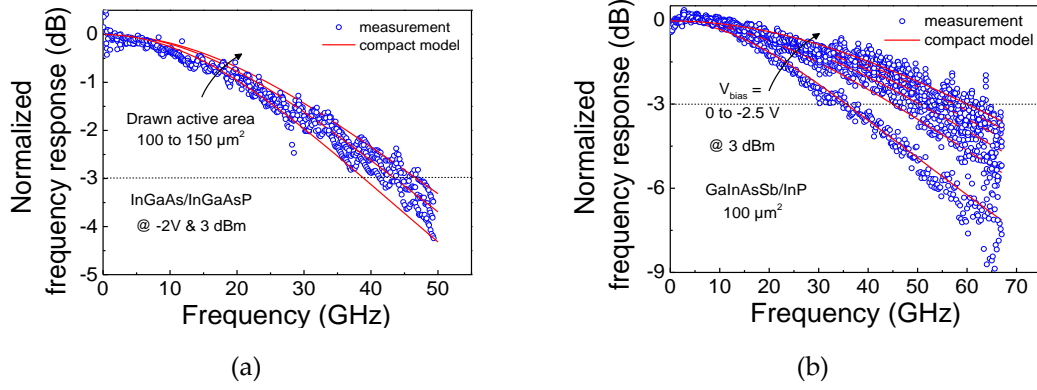 (a)
Normalized
frequency response (dB)
0
-1
-2
-3
-4
-5
measurement
compact model
Drawn active area
100 to 150 µm²
InGaAs/InGaAsP
@ -2V & 3 dBm
0 10 20 30 40 50
Frequency (GHz)
(a)
(b)
Normalized
frequency response (dB)
0
-3
-6
-9
measurement
compact model
V_bias =
0 to -2.5 V
@ 3 dBm
GaInAsSb/InP
100 µm²
0 10 20 30 40 50 60 70
Frequency (GHz)
(b)